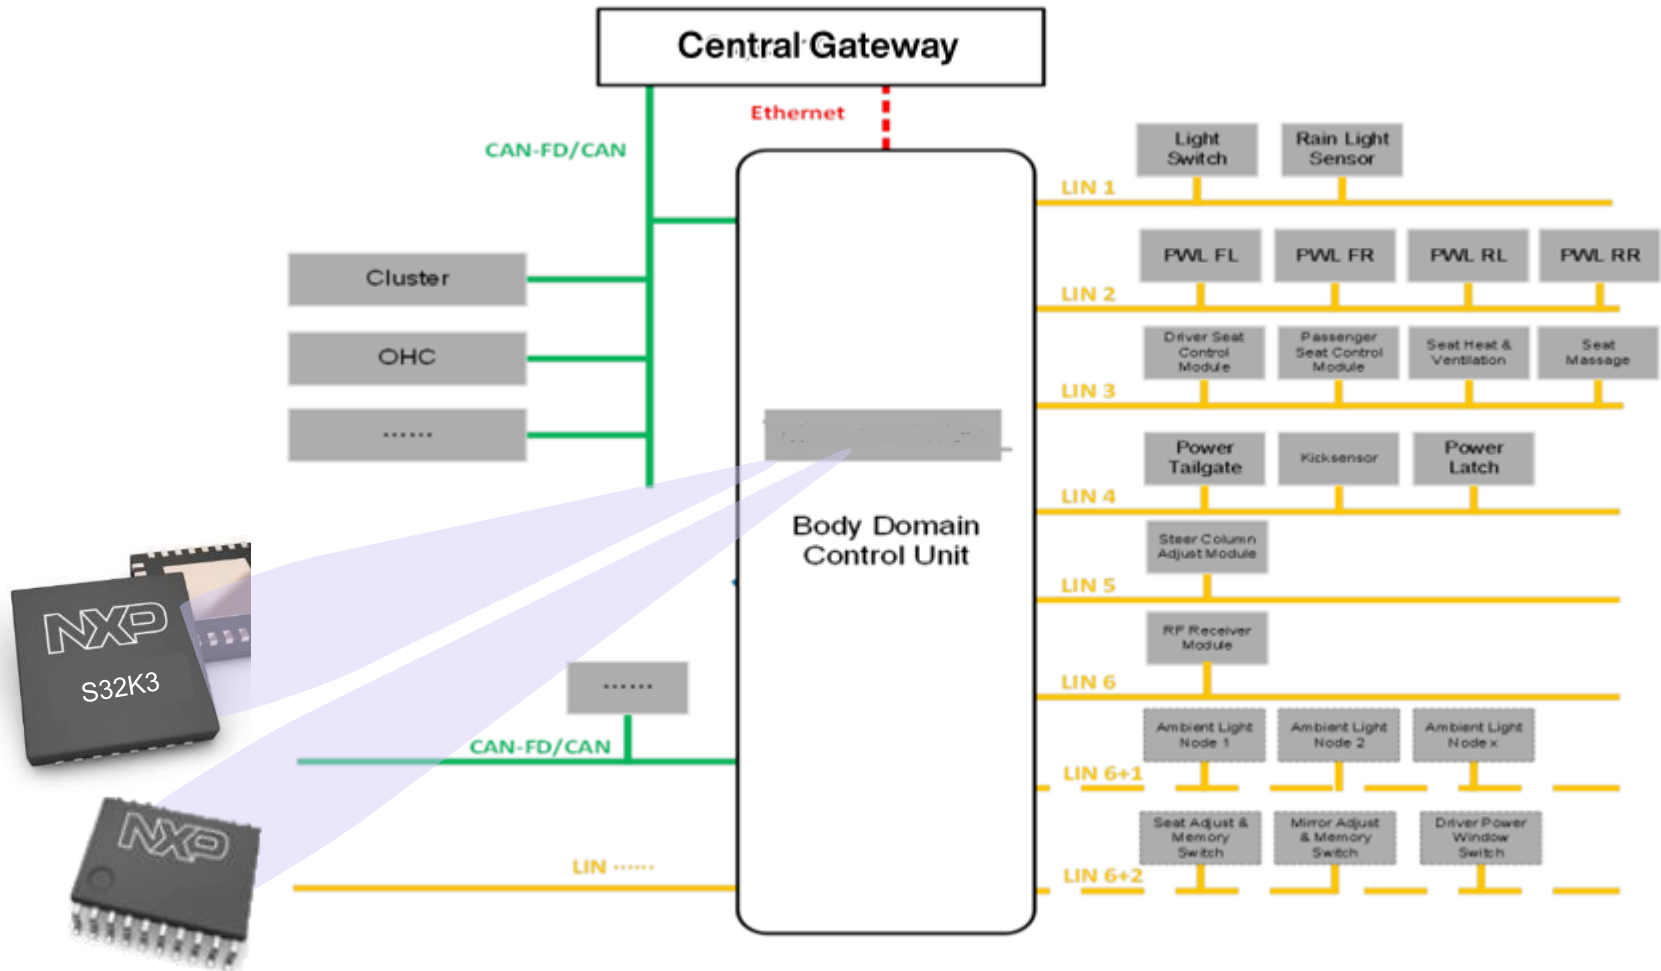 Central Gateway
Ethernet
CAN-FD/CAN
Light
Switch
Rain Light
Sensor
LIN 1
PWL FL
PWL FR
PWL RL
PWL RR
LIN 2
Cluster
OHC
......
Driver Seat
Control
Module
Passenger
Seat Control
Module
Seat Heat &
Ventilation
Seat
Massage
LIN 3
Power
Tailgate
Kicksensor
Power
Latch
LIN 4
Body Domain
Control Unit
Steer Column
Adjust Module
LIN 5
NXP
S32K3
RF Receiver
Module
LIN 6
......
CAN-FD/CAN
Ambient Light
Node 1
Ambient Light
Node 2
Ambient Light
Node x
LIN 6+1
NXP
LIN ......
Seat Adjust &
Memory
Switch
Mirror Adjust
& Memory
Switch
Driver Power
Window
Switch
LIN 6+2